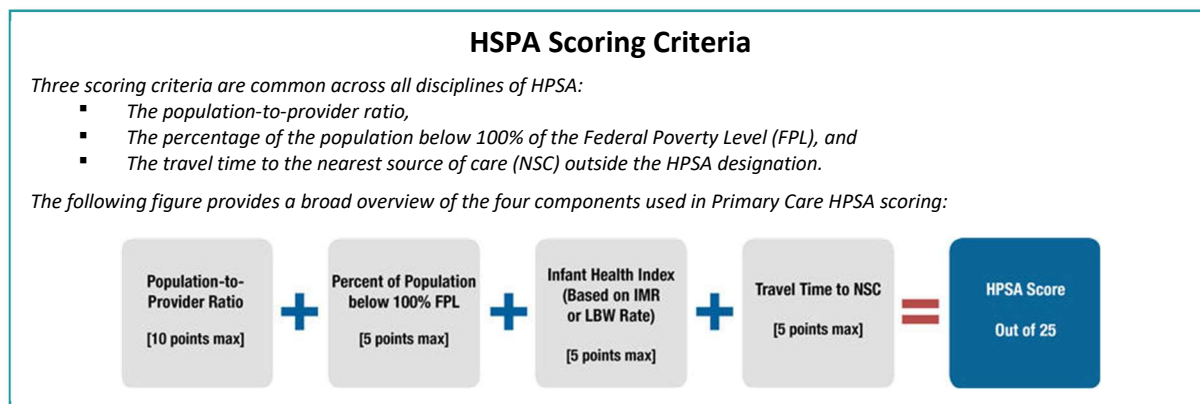 HSPA Scoring Criteria
Three scoring criteria are common across all disciplines of HPSA:
▪ The population-to-provider ratio,
▪ The percentage of the population below 100% of the Federal Poverty Level (FPL), and
▪ The travel time to the nearest source of care (NSC) outside the HPSA designation.
The following figure provides a broad overview of the four components used in Primary Care HPSA scoring:
Population-to-
Provider Ratio
[10 points max]
+
Percent of Population
below 100% FPL
[5 points max]
+
Infant Health Index
(Based on IMR
or LBW Rate)
[5 points max]
+
Travel Time to NSC
[5 points max]
=
HPSA Score
Out of 25